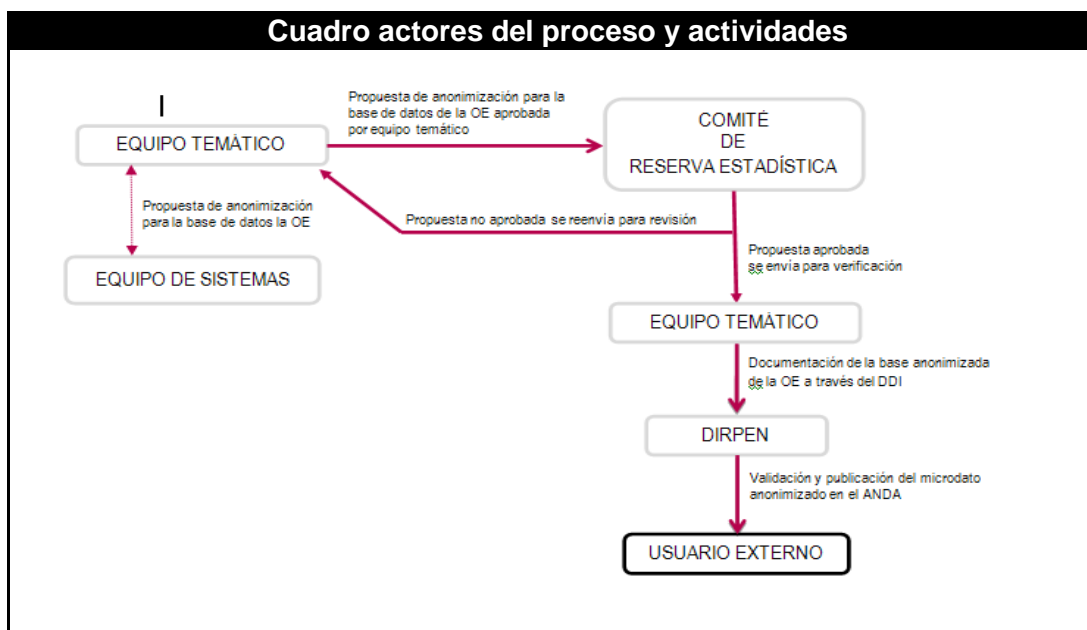 Cuadro actores del proceso y actividades
Propuesta de anonimización para la
base de datos de la OE aprobada
por equipo temático
EQUIPO TEMÁTICO
COMITÉ
DE
RESERVA ESTADÍSTICA
Propuesta de anonimización
para la base de datos la OE
Propuesta no aprobada se reenvía para revisión
EQUIPO DE SISTEMAS
Propuesta aprobada
se envía para verificación
EQUIPO TEMÁTICO
Documentación de la base anonimizada
de la OE a través del DDI
DIRPEN
Validación y publicación del microdato
anonimizado en el ANDA
USUARIO EXTERNO